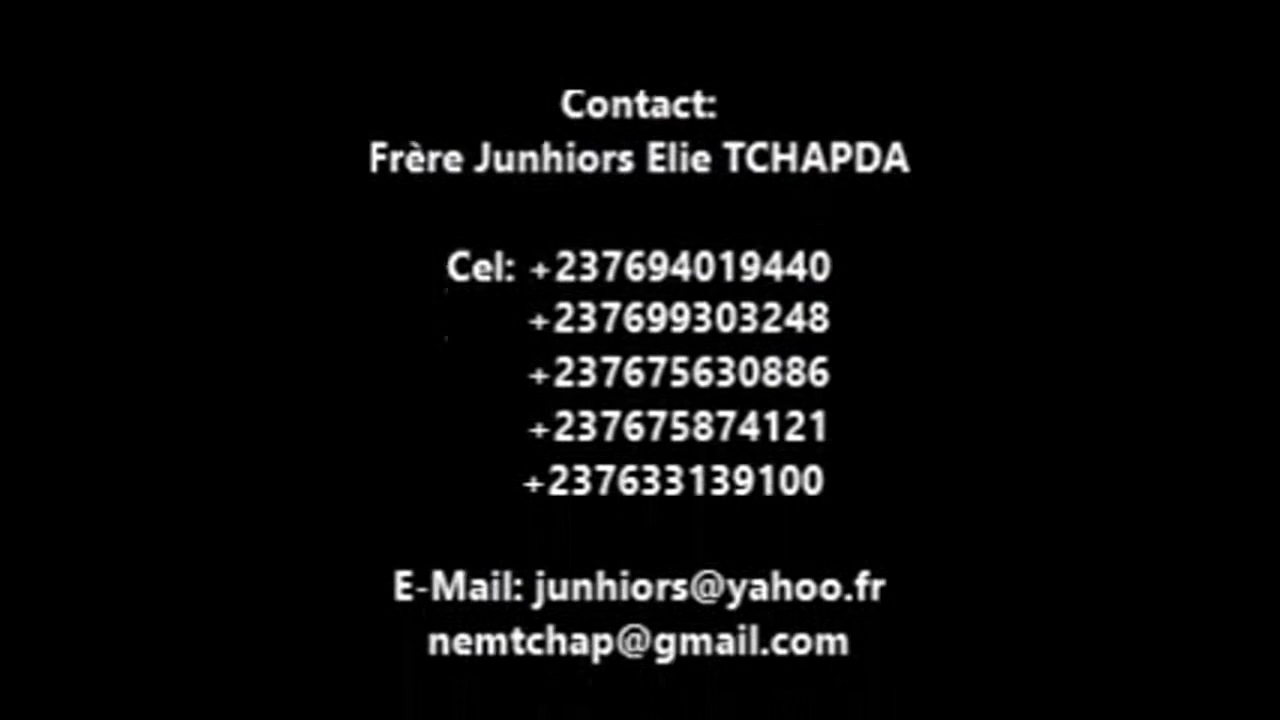 Contact:
Frère Junhiors Elie TCHAPDA
Cel: +237694019440
+237699303248
+237675630886
+237675874121
+237633139100
E-Mail: junhiors@yahoo.fr
nemtchap@gmail.com